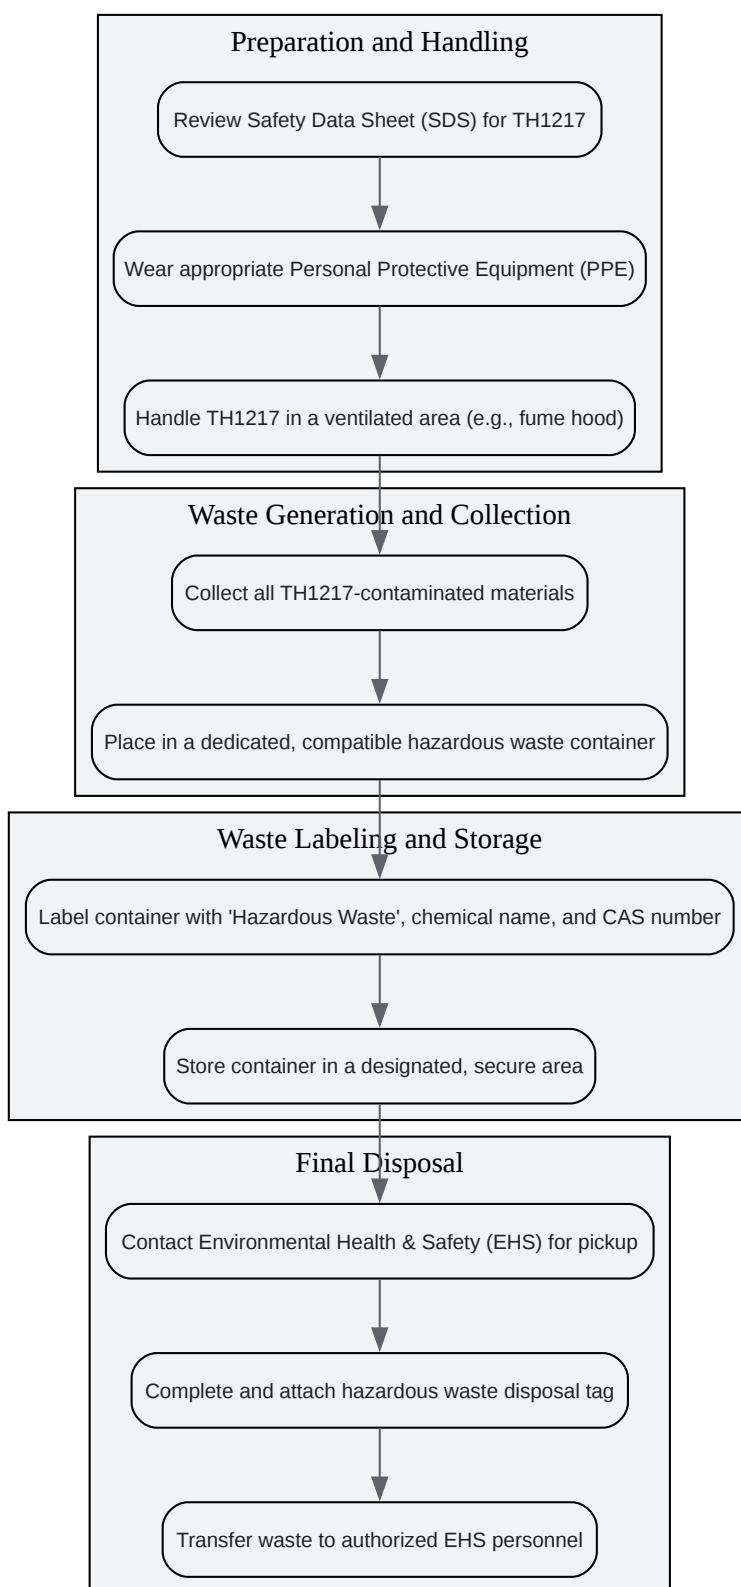 Preparation and Handling
Review Safety Data Sheet (SDS) for TH1217
Wear appropriate Personal Protective Equipment (PPE)
Handle TH1217 in a ventilated area (e.g., fume hood)
Waste Generation and Collection
Collect all TH1217-contaminated materials
Place in a dedicated, compatible hazardous waste container
Waste Labeling and Storage
Label container with 'Hazardous Waste', chemical name, and CAS number
Store container in a designated, secure area
Final Disposal
Contact Environmental Health & Safety (EHS) for pickup
Complete and attach hazardous waste disposal tag
Transfer waste to authorized EHS personnel